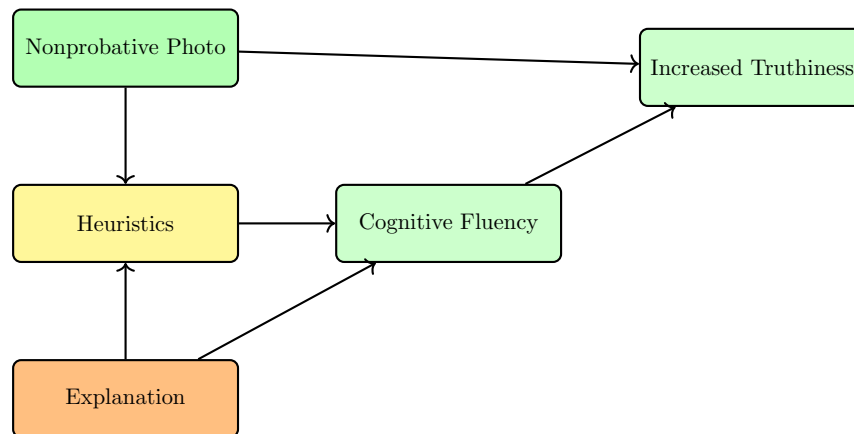 Nonprobative Photo
Increased Truthiness
Heuristics
Cognitive Fluency
Explanation